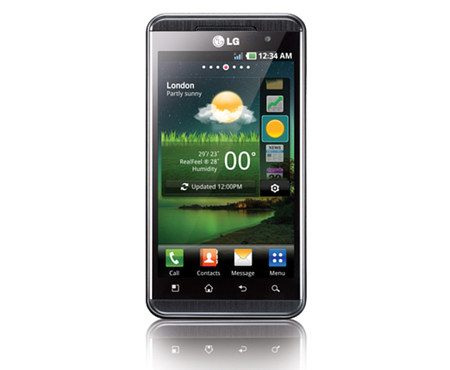 LG
12:34 AM
London
Partly sunny
NEWS
29°/23°
RealFeel ® 28°
Humidity
00°
Updated 12:00PM
Call
Contacts
Message
Menu